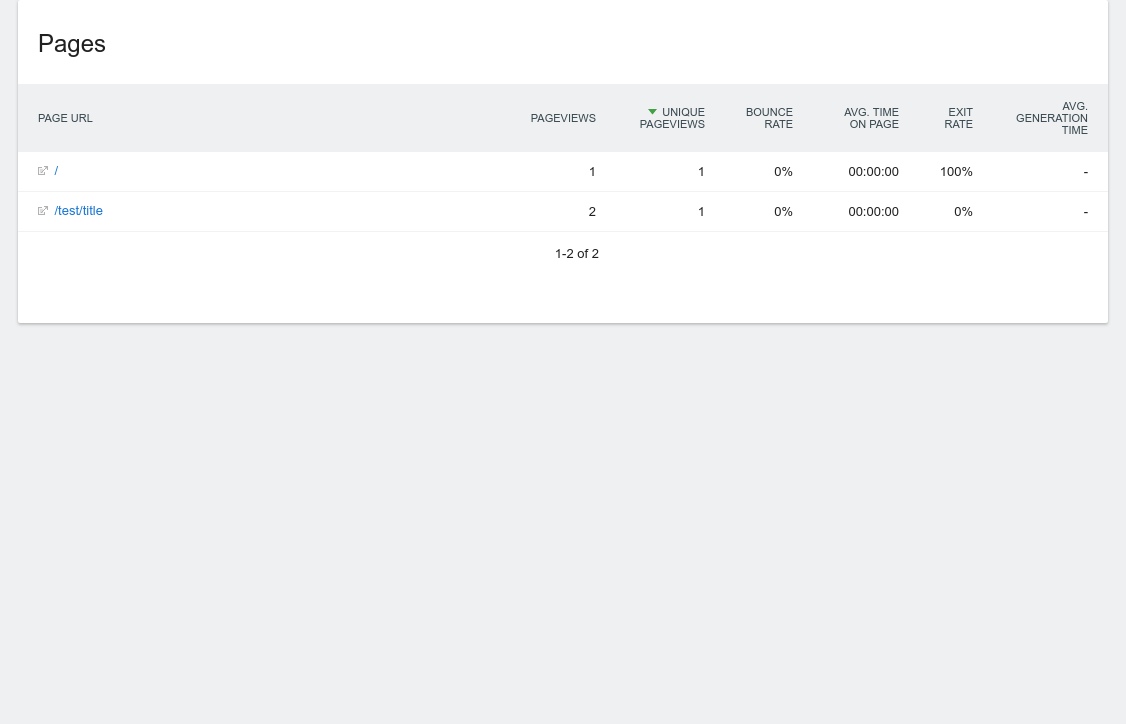 Pages
PAGE URL PAGEVIEWS UNIQUE PAGEVIEWS BOUNCE RATE AVG. TIME ON PAGE EXIT RATE AVG. GENERATION TIME
/ 1 1 0% 00:00:00 100% -
/test/title 2 1 0% 00:00:00 0% -
1-2 of 2